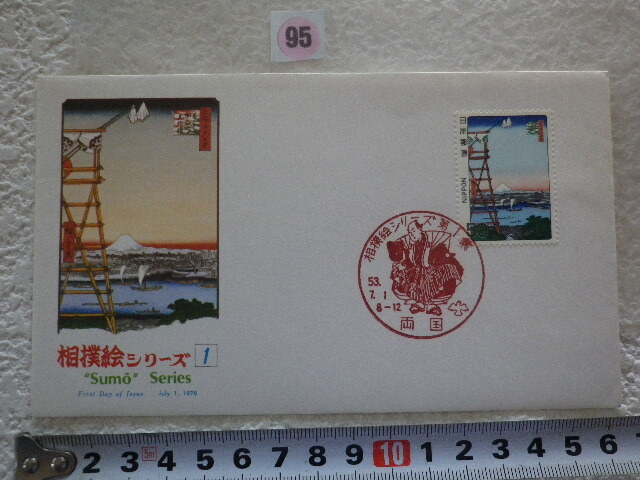 95
日本郵便
NIPPON
相撲絵シリーズ第1集
53.
7. 1
8-12
両国
相撲絵シリーズ 1
"Sumō" Series
First Day of Issue July 1, 1978
2 3 5m 4 5 6 7 8 9 10 1 2 3 4 5 6